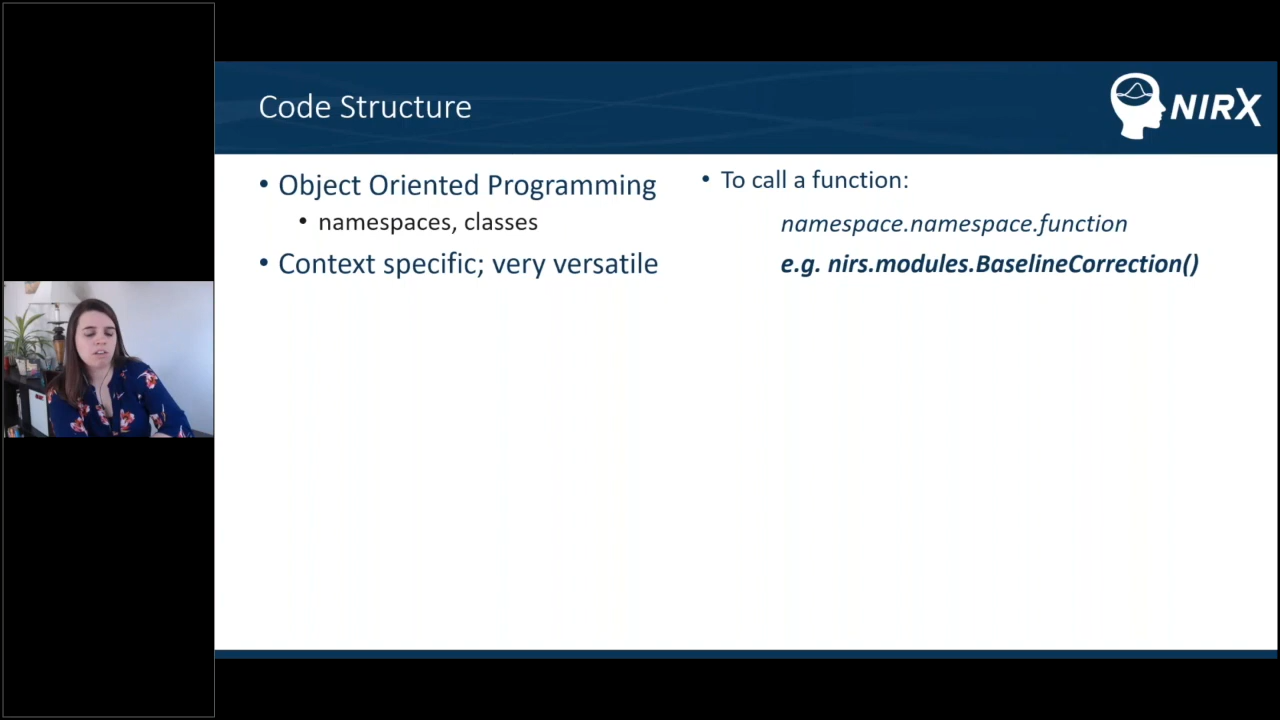 Code Structure
NIRX
• Object Oriented Programming
• namespaces, classes
• Context specific; very versatile
• To call a function:
namespace.namespace.function
e.g. nirs.modules.BaselineCorrection()